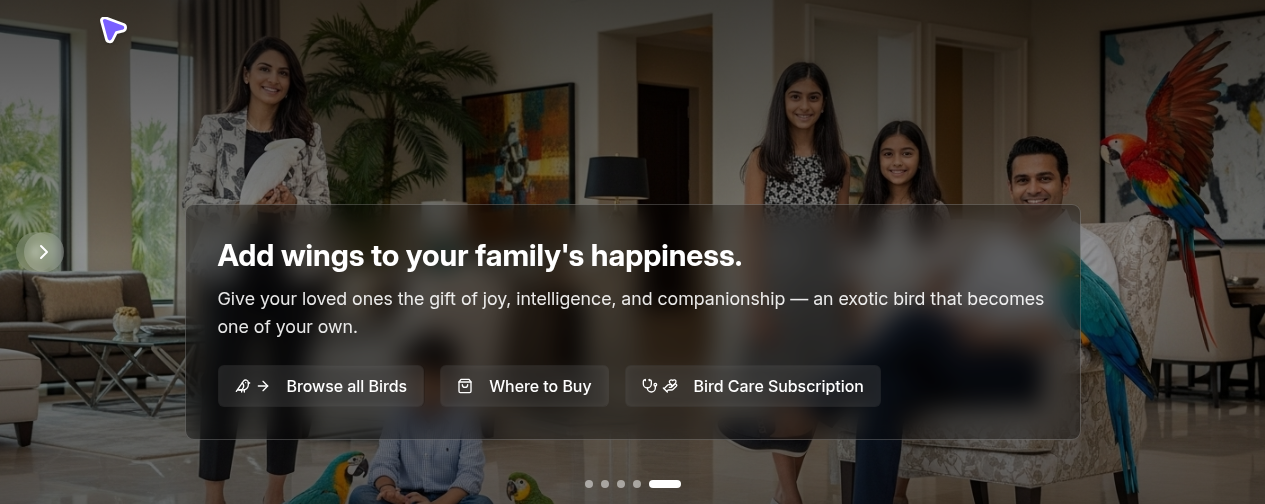 Add wings to your family's happiness.
Give your loved ones the gift of joy, intelligence, and companionship — an exotic bird that becomes
one of your own.
Browse all Birds
Where to Buy
Bird Care Subscription